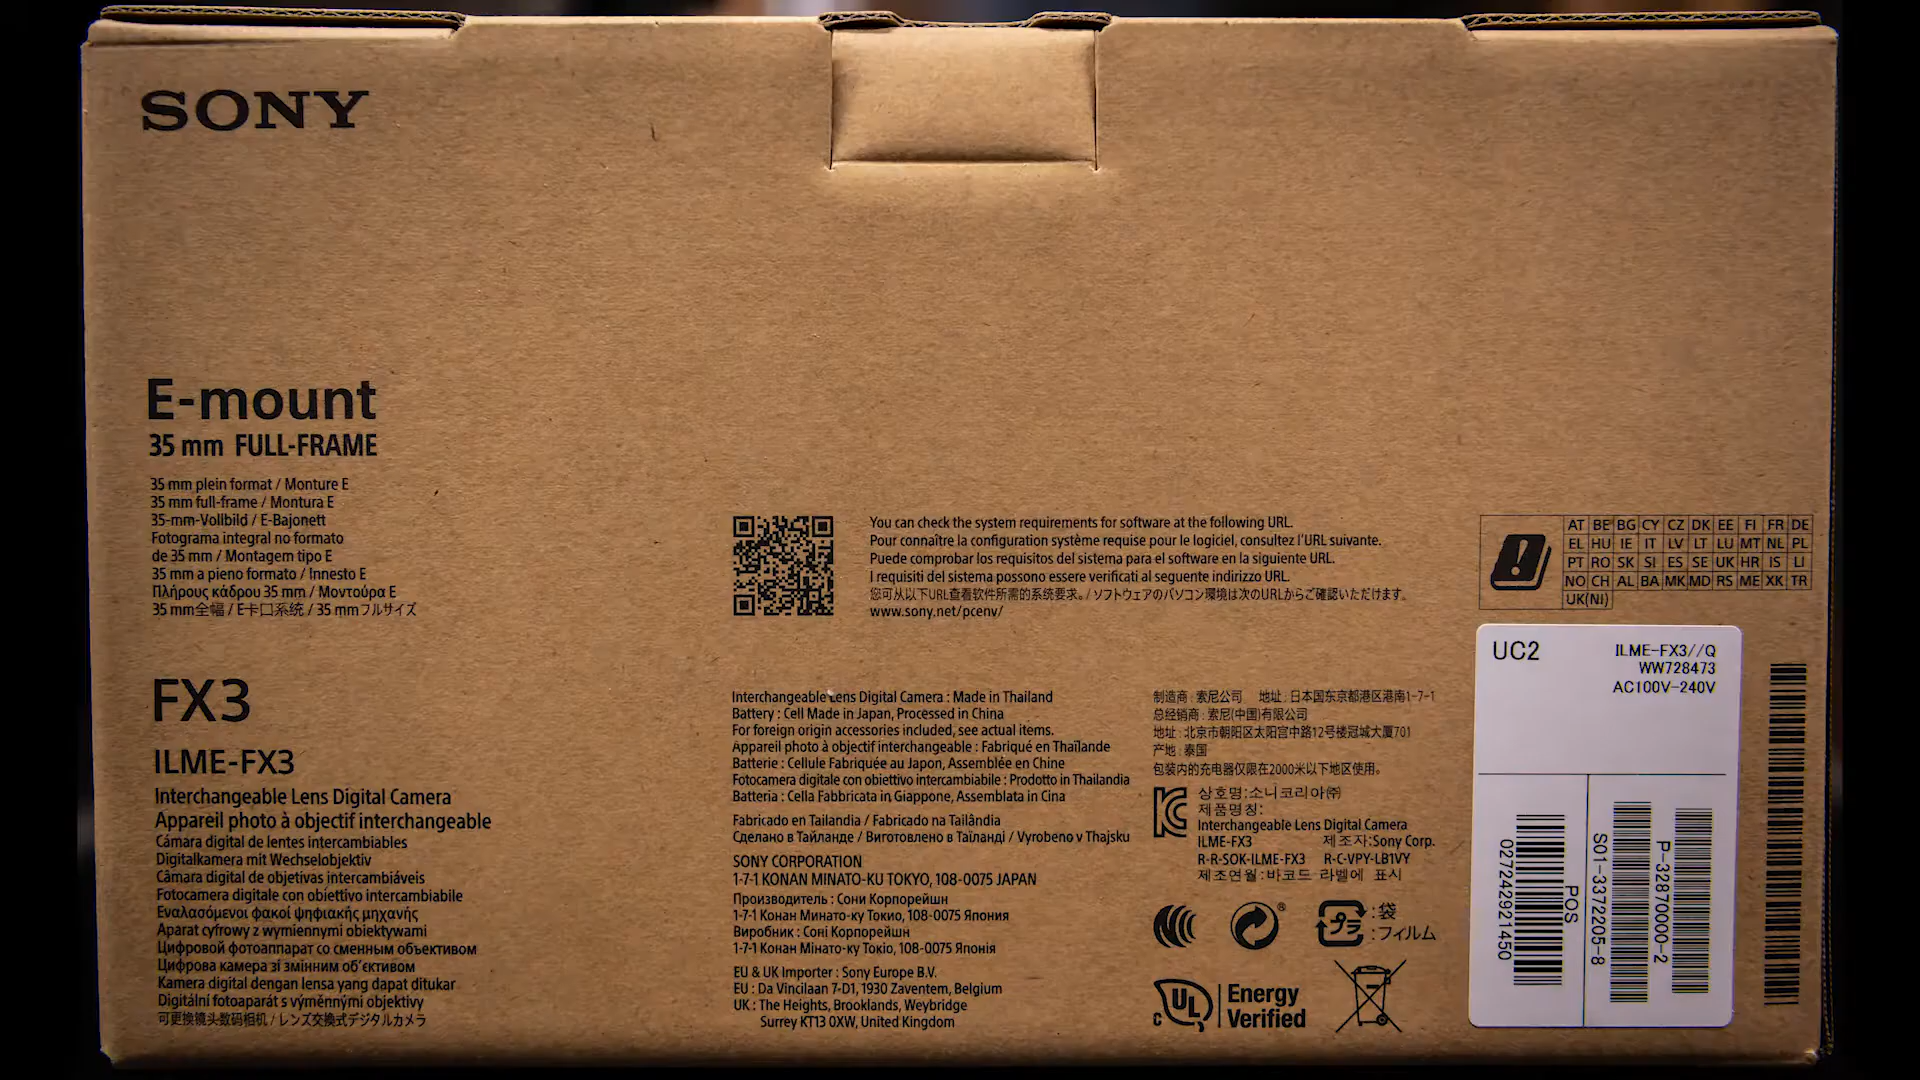 SONY
E-mount
35 mm FULL-FRAME
35 mm plein format / Monture E
35 mm full-frame / Montura E
35-mm-Vollbild / E-Bajonett
Fotograma integral no formato
de 35 mm / Montagem tipo E
35 mm a pieno formato / Innesto E
Πλήρους κάδρου 35 mm / Μοντούρα E
35 mm全幅 / E卡口系统 / 35 mmフルサイズ
FX3
ILME-FX3
Interchangeable Lens Digital Camera
Appareil photo à objectif interchangeable
Cámara digital de lentes intercambiables
Digitalkamera mit Wechselobjektiv
Câmara digital de objetivas intercambiáveis
Fotocamera digitale con obiettivo intercambiabile
Εναλασόμενοι φακοί ψηφιακής μηχανής
Aparat cyfrowy z wymiennymi obiektywami
Цифровой фотоаппарат со сменным объективом
Цифрова камера зі змінним об'єктивом
Kamera digital dengan lensa yang dapat ditukar
Digitální fotoaparát s výměnnými objektivy
可更换镜头数码相机 / レンズ交換式デジタルカメラ
You can check the system requirements for software at the following URL.
Pour connaître la configuration système requise pour le logiciel, consultez l'URL suivante.
Puede comprobar los requisitos del sistema para el software en la siguiente URL.
I requisiti del sistema possono essere verificati al seguente indirizzo URL.
您可从以下URL查看软件所需的系统要求。/ ソフトウェアのパソコン環境は次のURLからご確認いただけます。
www.sony.net/pcenv/
Interchangeable Lens Digital Camera : Made in Thailand
Battery : Cell Made in Japan, Processed in China
For foreign origin accessories included, see actual items.
Appareil photo à objectif interchangeable : Fabriqué en Thaïlande
Batterie : Cellule Fabriquée au Japon, Assemblée en Chine
Fotocamera digitale con obiettivo intercambiabile : Prodotto in Thailandia
Batteria : Cella Fabbricata in Giappone, Assemblata in Cina
Fabricado en Tailandia / Fabricado na Tailândia
Сделано в Тайланде / Виготовлено в Таїланді / Vyrobeno v Thajsku
SONY CORPORATION
1-7-1 KONAN MINATO-KU TOKYO, 108-0075 JAPAN
Производитель : Сони Корпорейшн
1-7-1 Конан Минато-ку Токио, 108-0075 Япония
Виробник : Соні Корпорейшн
1-7-1 Конан Мінато-ку Токіо, 108-0075 Японія
EU & UK Importer : Sony Europe B.V.
EU : Da Vincilaan 7-D1, 1930 Zaventem, Belgium
UK : The Heights, Brooklands, Weybridge
Surrey KT13 0XW, United Kingdom
制造商 : 索尼公司 地址 : 日本国东京都港区港南1-7-1
总经销商 : 索尼(中国)有限公司
地址 : 北京市朝阳区太阳宫中路12号楼冠城大厦701
产地 : 泰国
包装内的充电器仅限在2000米以下地区使用。
상호명:소니코리아㈜
제품명칭:
Interchangeable Lens Digital Camera
ILME-FX3 제조자:Sony Corp.
R-R-SOK-ILME-FX3 R-C-VPY-LB1VY
제조연월:바코드 라벨에 표시
プラ
:袋
:フィルム
®
c UL
Energy
Verified
AT BE BG CY CZ DK EE FI FR DE
EL HU IE IT LV LT LU MT NL PL
PT RO SK SI ES SE UK HR IS LI
NO CH AL BA MK MD RS ME XK TR
UK(NI)
UC2
ILME-FX3//Q
WW728473
AC100V-240V
POS
027242921450
S01-3372205-8
P-32870000-2